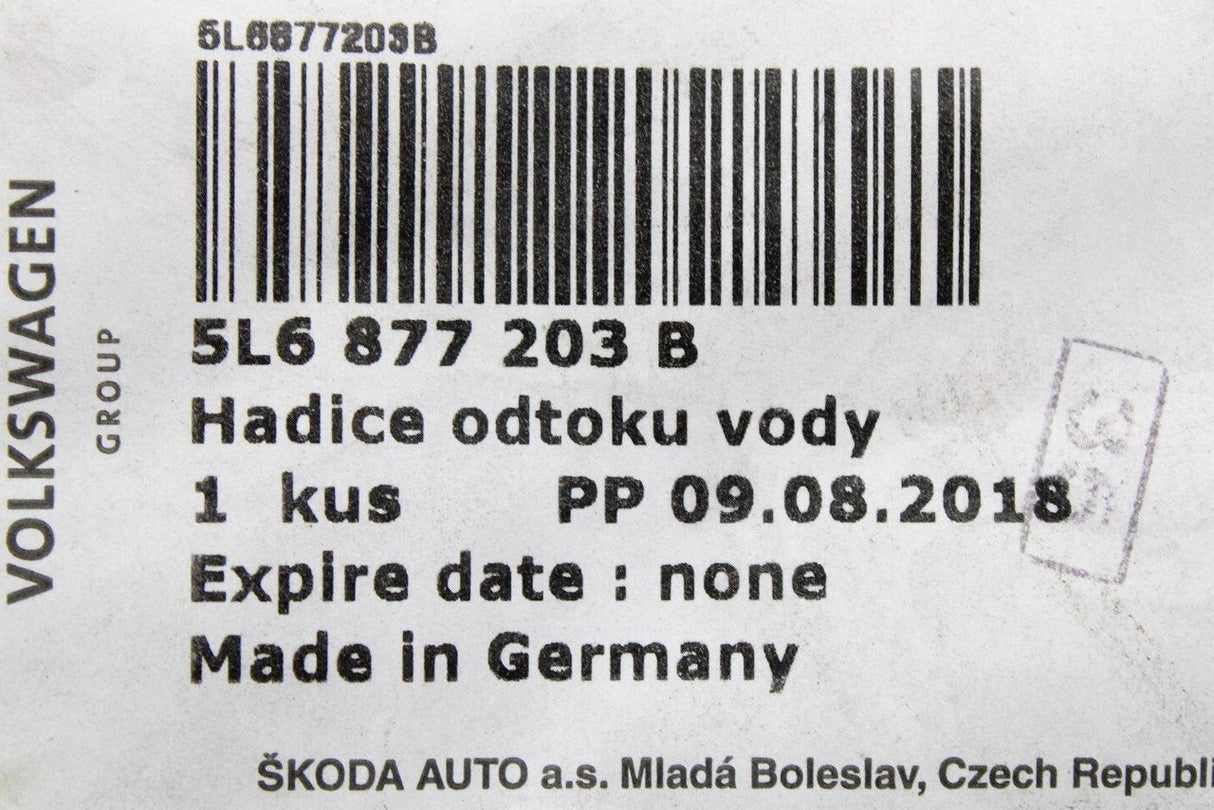 5L6877203B
5L6 877 203 B
Hadice odtoku vody
1 kus PP 09.08.2018
Expire date : none
Made in Germany
ŠKODA AUTO a.s. Mladá Boleslav, Czech Republi
VOLKSWAGEN
GROUP